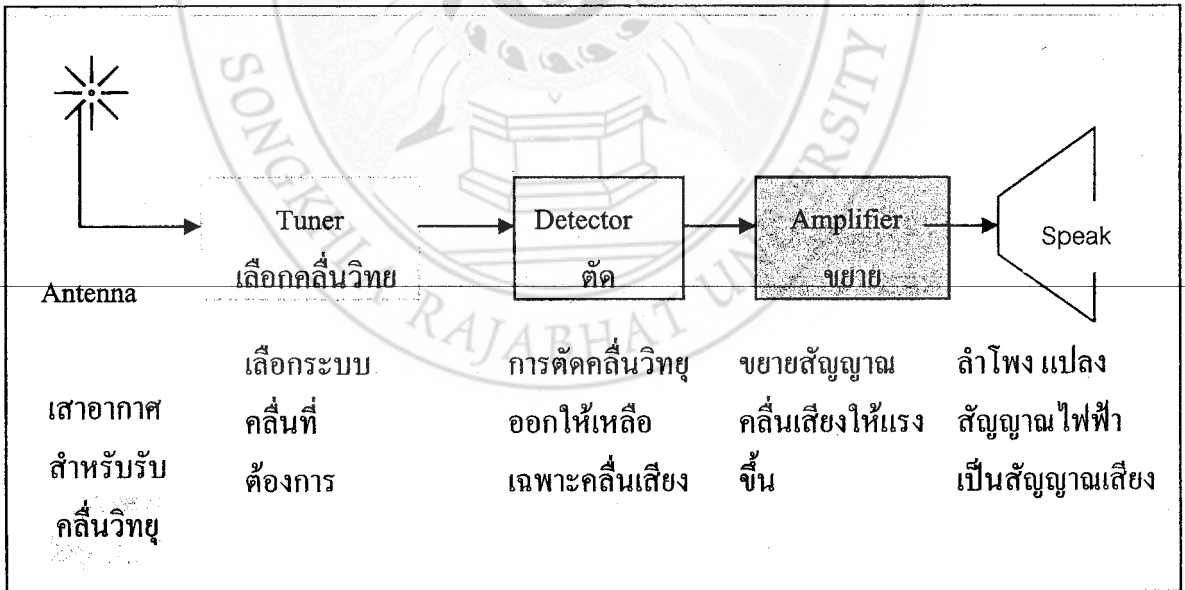 SONGKHLA RAJABHAT UNIVERSITY
Antenna
Tuner
เลือกคลื่นวิทย
Detector
ตัด
Amplifier
ขยาย
Speak
เสาอากาศ
สำหรับรับ
คลื่นวิทยุ
เลือกระบบ
คลื่นที่
ต้องการ
การตัดคลื่นวิทยุ
ออกให้เหลือ
เฉพาะคลื่นเสียง
ขยายสัญญาณ
คลื่นเสียงให้แรง
ขึ้น
ลำโพง แปลง
สัญญาณไฟฟ้า
เป็นสัญญาณเสียง